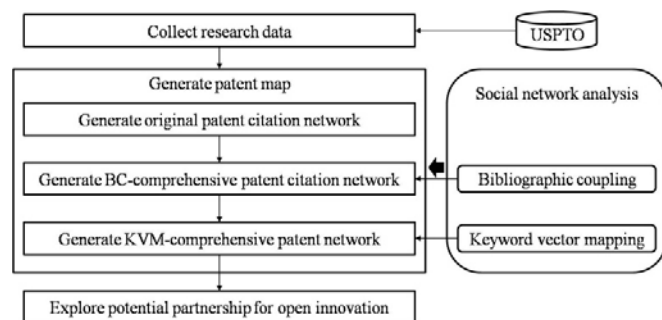 Collect research data
USPTO
Generate patent map
Social network analysis
Generate original patent citation network
Generate BC-comprehensive patent citation network
Bibliographic coupling
Generate KVM-comprehensive patent network
Keyword vector mapping
Explore potential partnership for open innovation